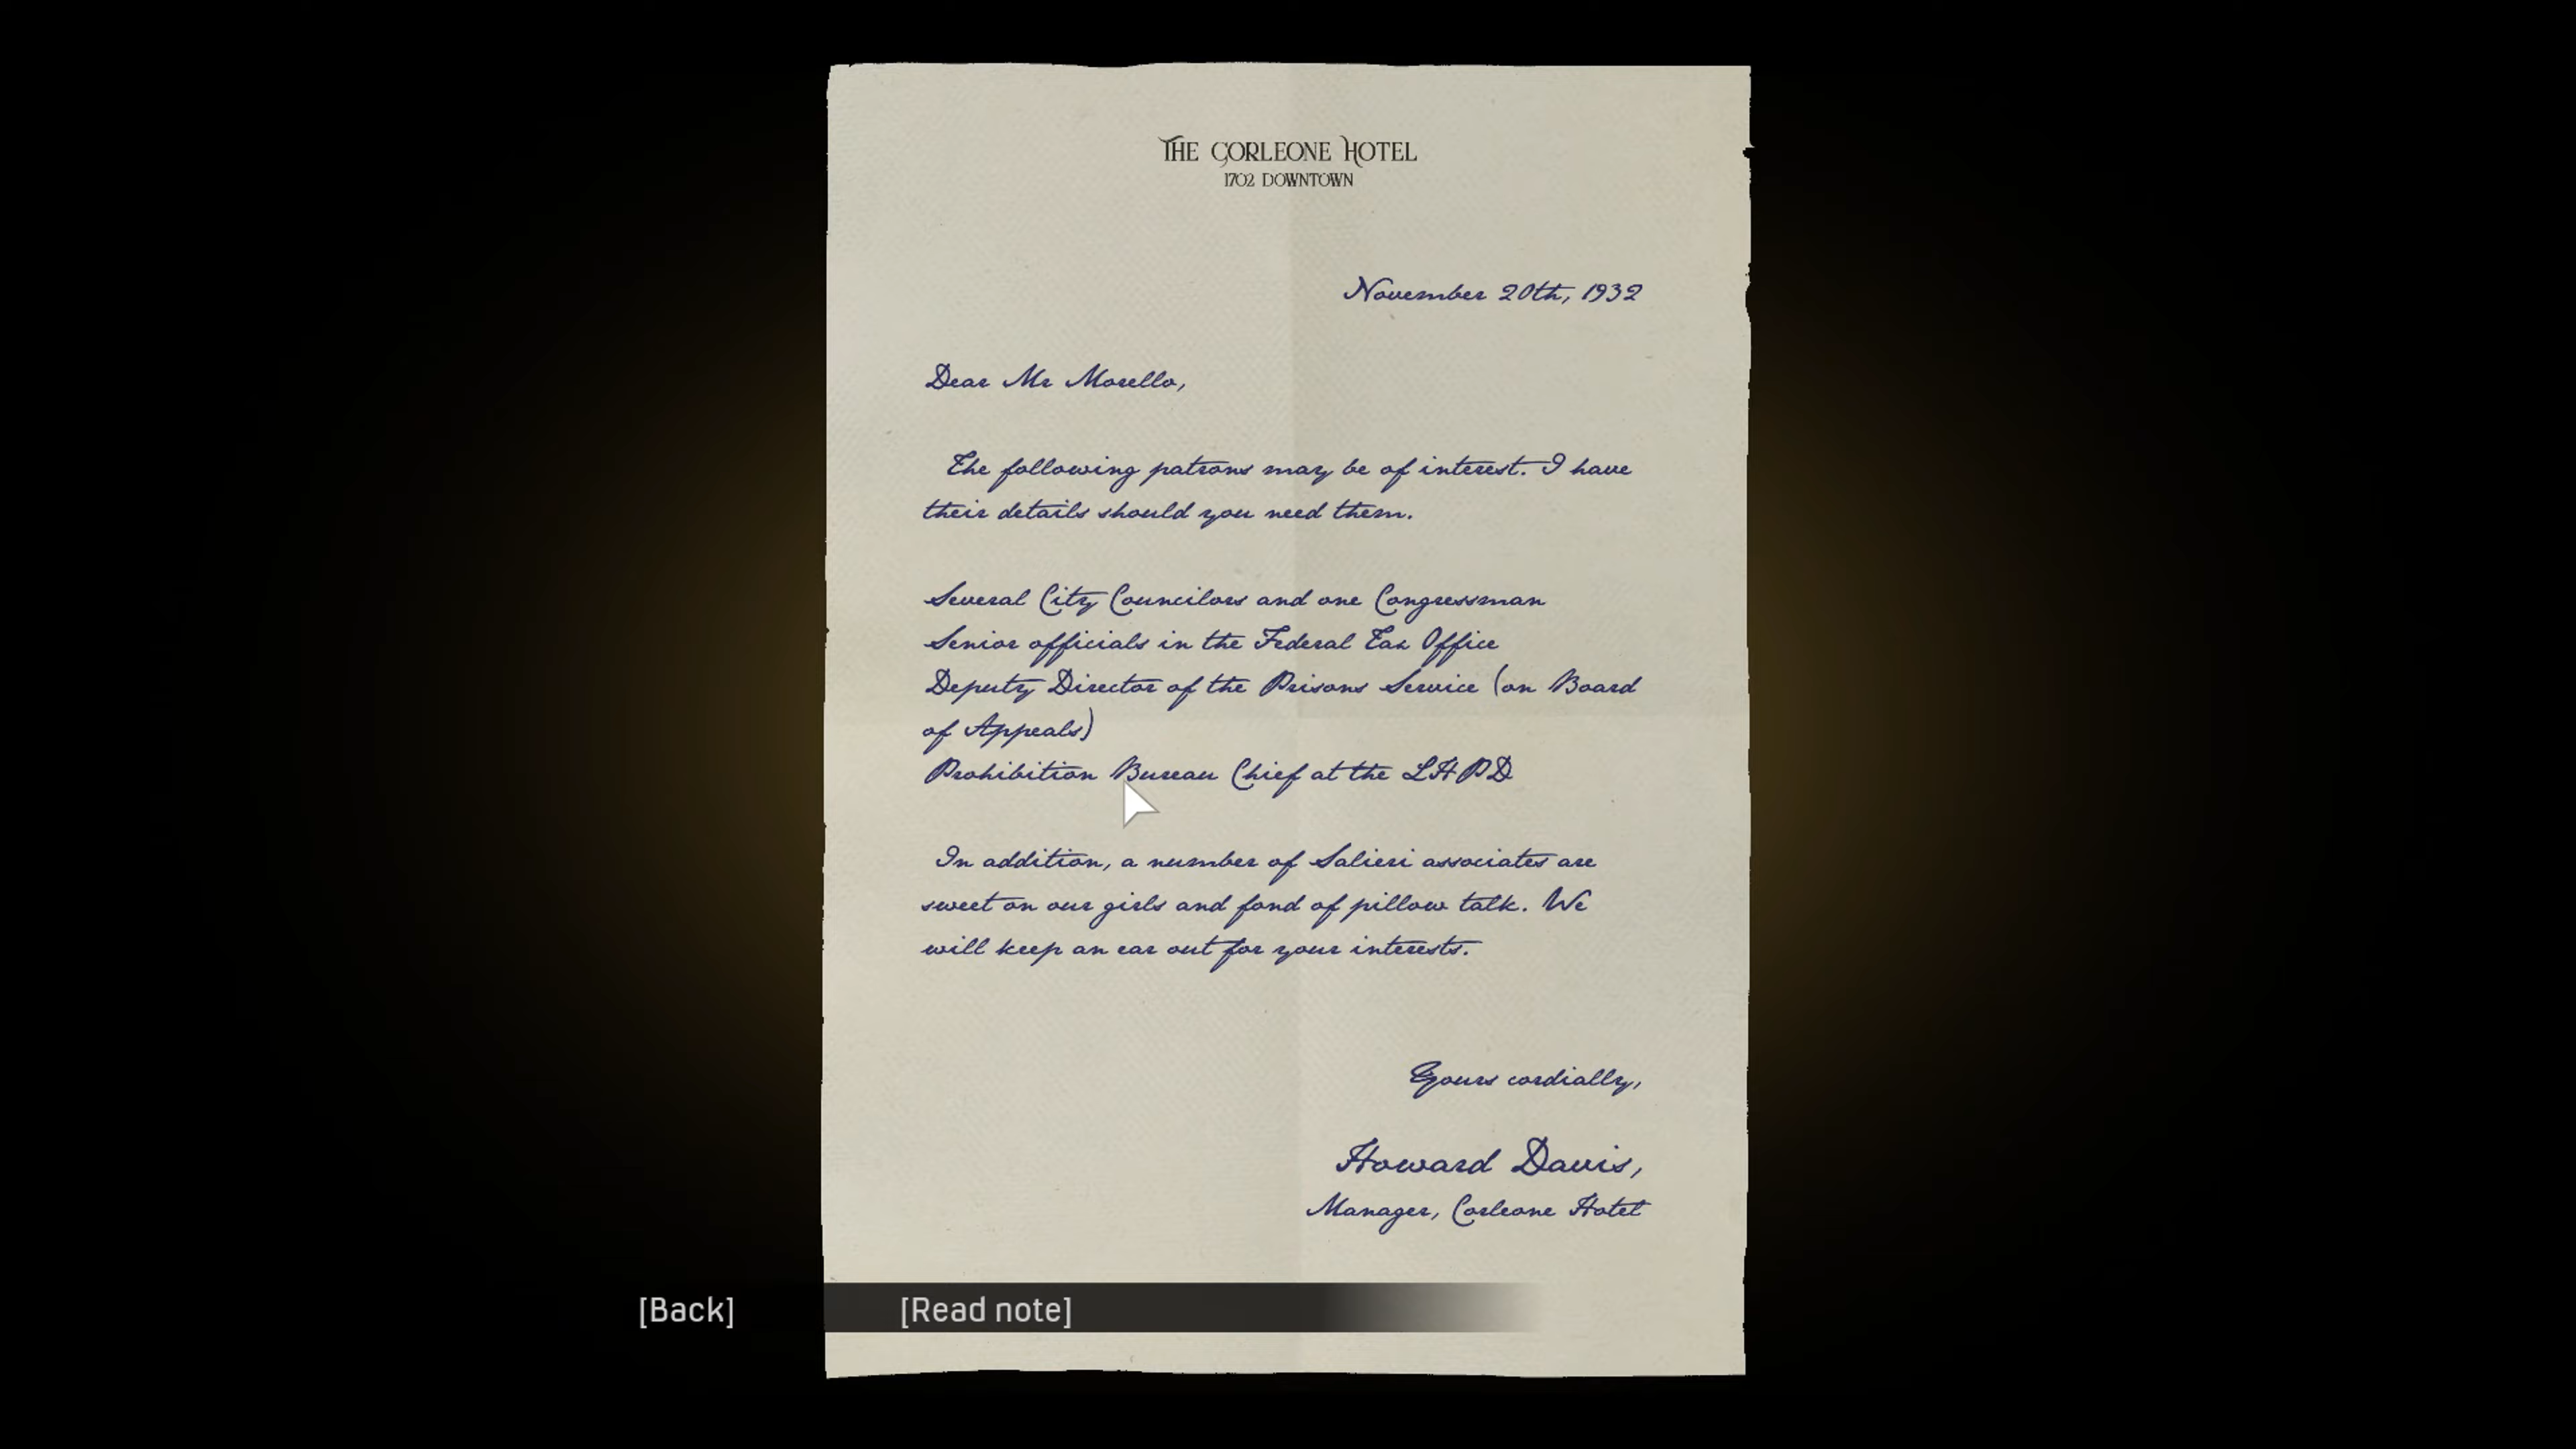 THE CORLEONE HOTEL
1702 DOWNTOWN
November 20th, 1932
Dear Mr Morello,
The following patrons may be of interest. I have
their details should you need them.
Several City Councilors and one Congressman
Senior officials in the Federal Tax Office
Deputy Director of the Prisons Service (on Board
of Appeals)
Prohibition Bureau Chief at the LHPD
In addition, a number of Salieri associates are
sweet on our girls and fond of pillow talk. We
will keep an ear out for your interests.
Yours cordially,
Howard Davis,
Manager, Corleone Hotel
[Back] [Read note]